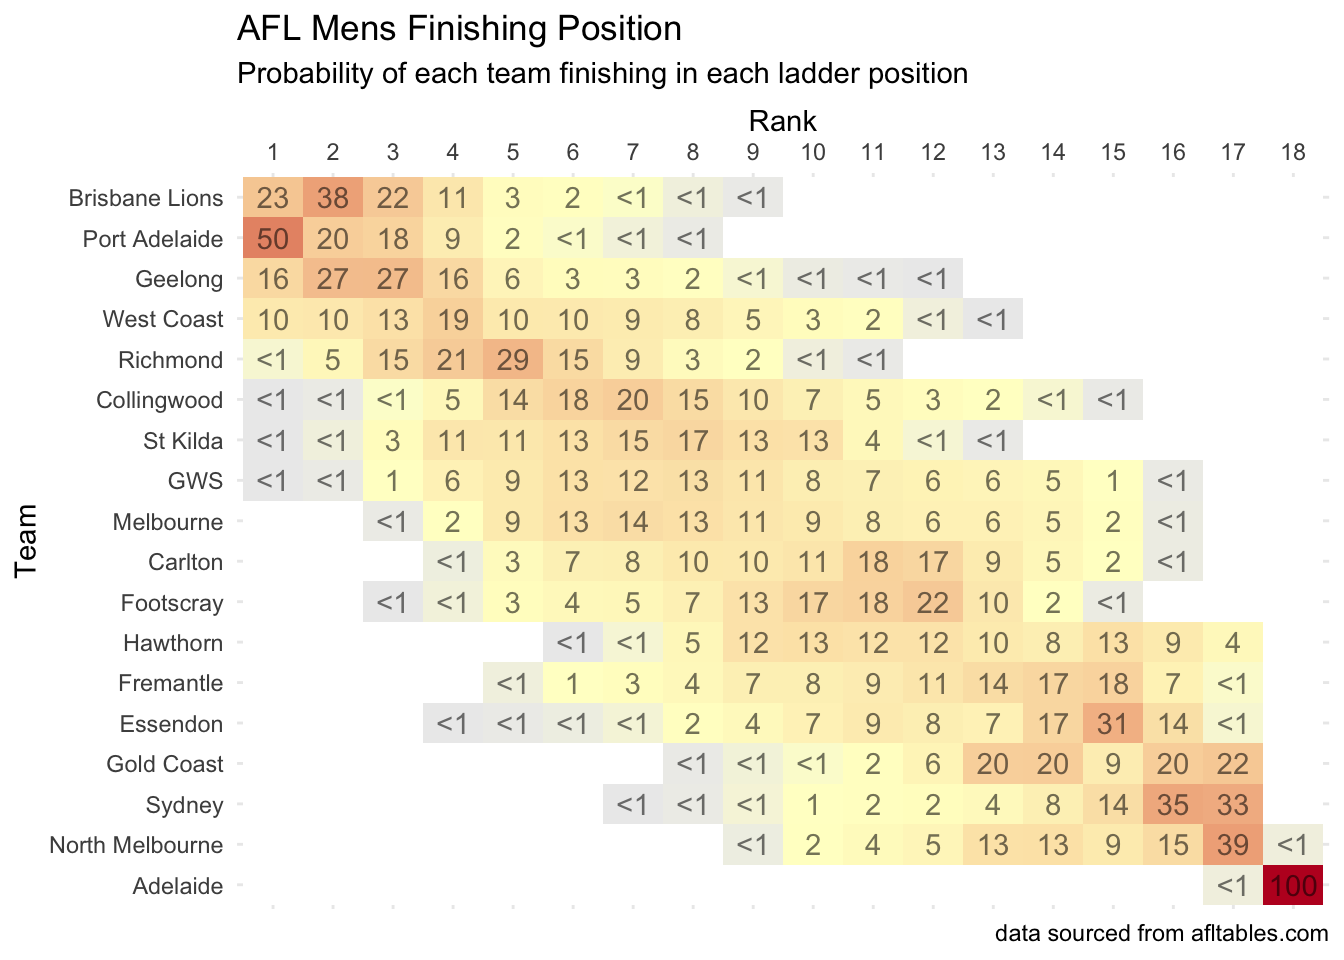 AFL Mens Finishing Position
Probability of each team finishing in each ladder position
Rank
1 2 3 4 5 6 7 8 9 10 11 12 13 14 15 16 17 18
Team
Brisbane Lions 23 38 22 11 3 2 <1 <1 <1
Port Adelaide 50 20 18 9 2 <1 <1 <1
Geelong 16 27 27 16 6 3 3 2 <1 <1 <1 <1
West Coast 10 10 13 19 10 10 9 8 5 3 2 <1 <1
Richmond <1 5 15 21 29 15 9 3 2 <1 <1
Collingwood <1 <1 <1 5 14 18 20 15 10 7 5 3 2 <1 <1
St Kilda <1 <1 3 11 11 13 15 17 13 13 4 <1 <1
GWS <1 <1 1 6 9 13 12 13 11 8 7 6 6 5 1 <1
Melbourne <1 2 9 13 14 13 11 9 8 6 6 5 2 <1
Carlton <1 3 7 8 10 10 11 18 17 9 5 2 <1
Footscray <1 <1 3 4 5 7 13 17 18 22 10 2 <1
Hawthorn <1 <1 5 12 13 12 12 10 8 13 9 4
Fremantle <1 1 3 4 7 8 9 11 14 17 18 7 <1
Essendon <1 <1 <1 <1 2 4 7 9 8 7 17 31 14 <1
Gold Coast <1 <1 <1 2 6 20 20 9 20 22
Sydney <1 <1 <1 1 2 2 4 8 14 35 33
North Melbourne <1 2 4 5 13 13 9 15 39 <1
Adelaide <1 100
data sourced from afltables.com